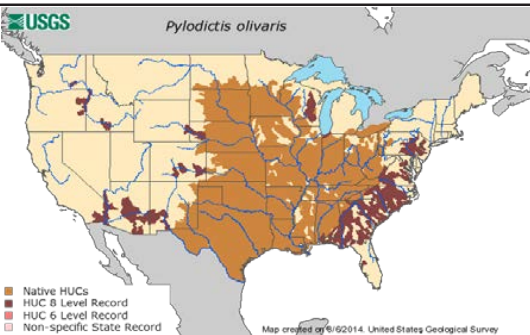 USGS
Pylodictis olivaris
Native HUCs
HUC 8 Level Record
HUC 6 Level Record
Non-specific State Record
Map created on 8/6/2014. United States Geological Survey